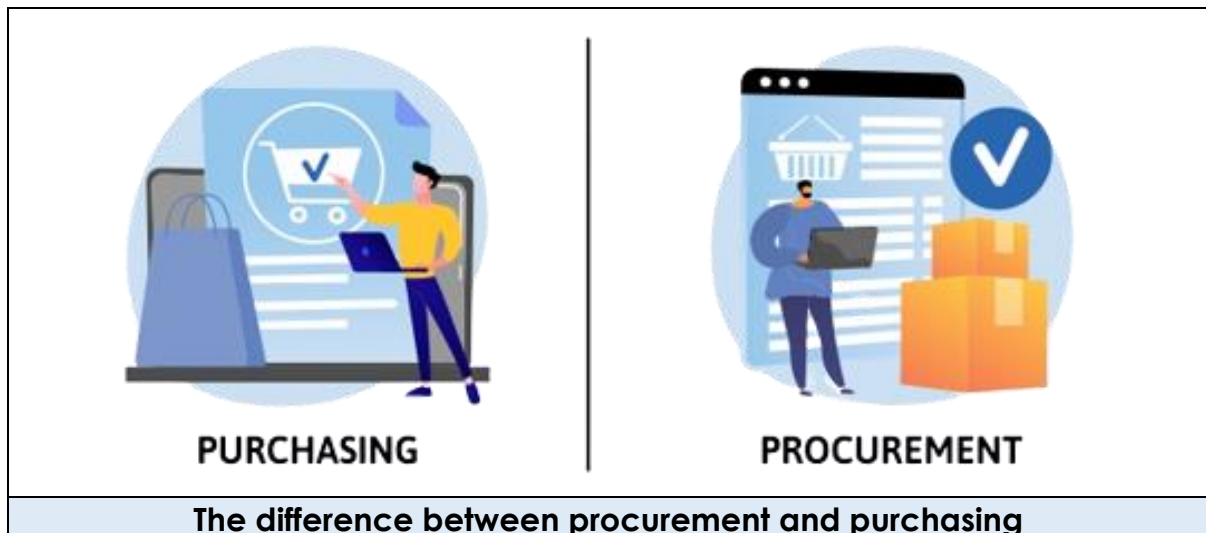 PURCHASING
PROCUREMENT
The difference between procurement and purchasing